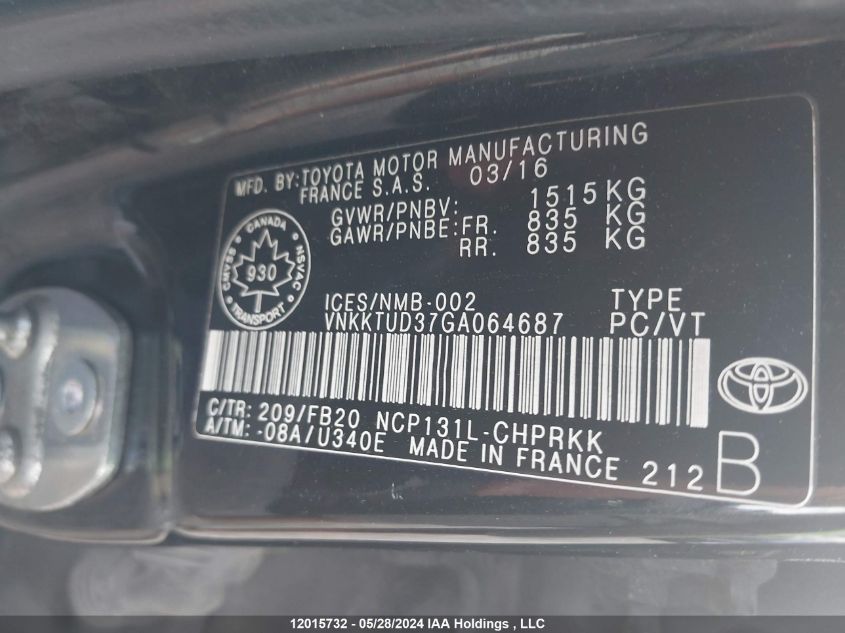 MFD. BY:TOYOTA MOTOR MANUFACTURING
FRANCE S.A.S. 03/16
GVWR/PNBV: 1515KG
GAWR/PNBE:FR. 835 KG
RR. 835 KG
CANADA
CMVSS 930 NSVAC
TRANSPORT
ICES/NMB-002 TYPE
VNKKTUD37GA064687 PC/VT
C/TR: 209/FB20 NCP131L-CHPRKK
A/TM: -08A/U340E MADE IN FRANCE 212 B
12015732 - 05/28/2024 IAA Holdings , LLC